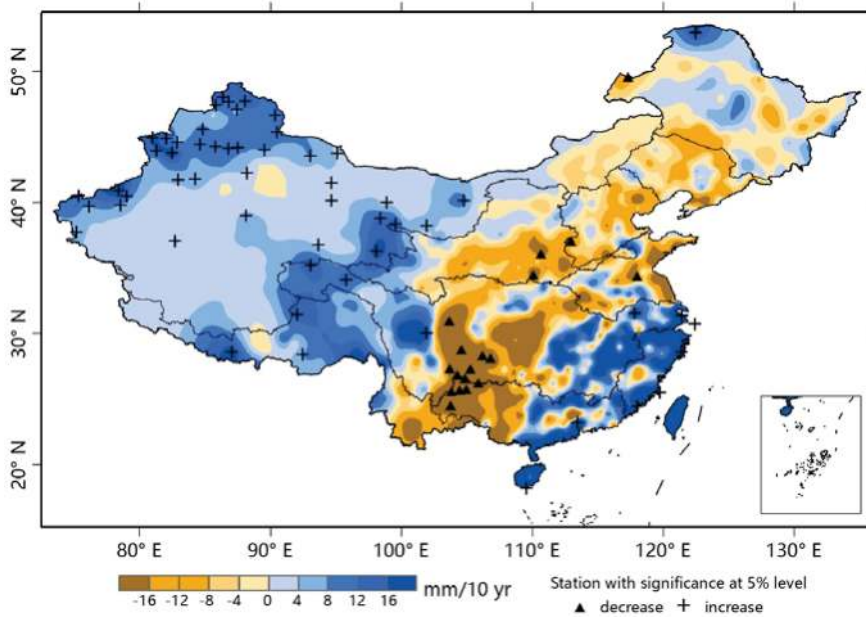 50° N
40° N
30° N
20° N
80° E 90° E 100° E 110° E 120° E 130° E
-16 -12 -8 -4 0 4 8 12 16 mm/10 yr
Station with significance at 5% level
▲ decrease + increase